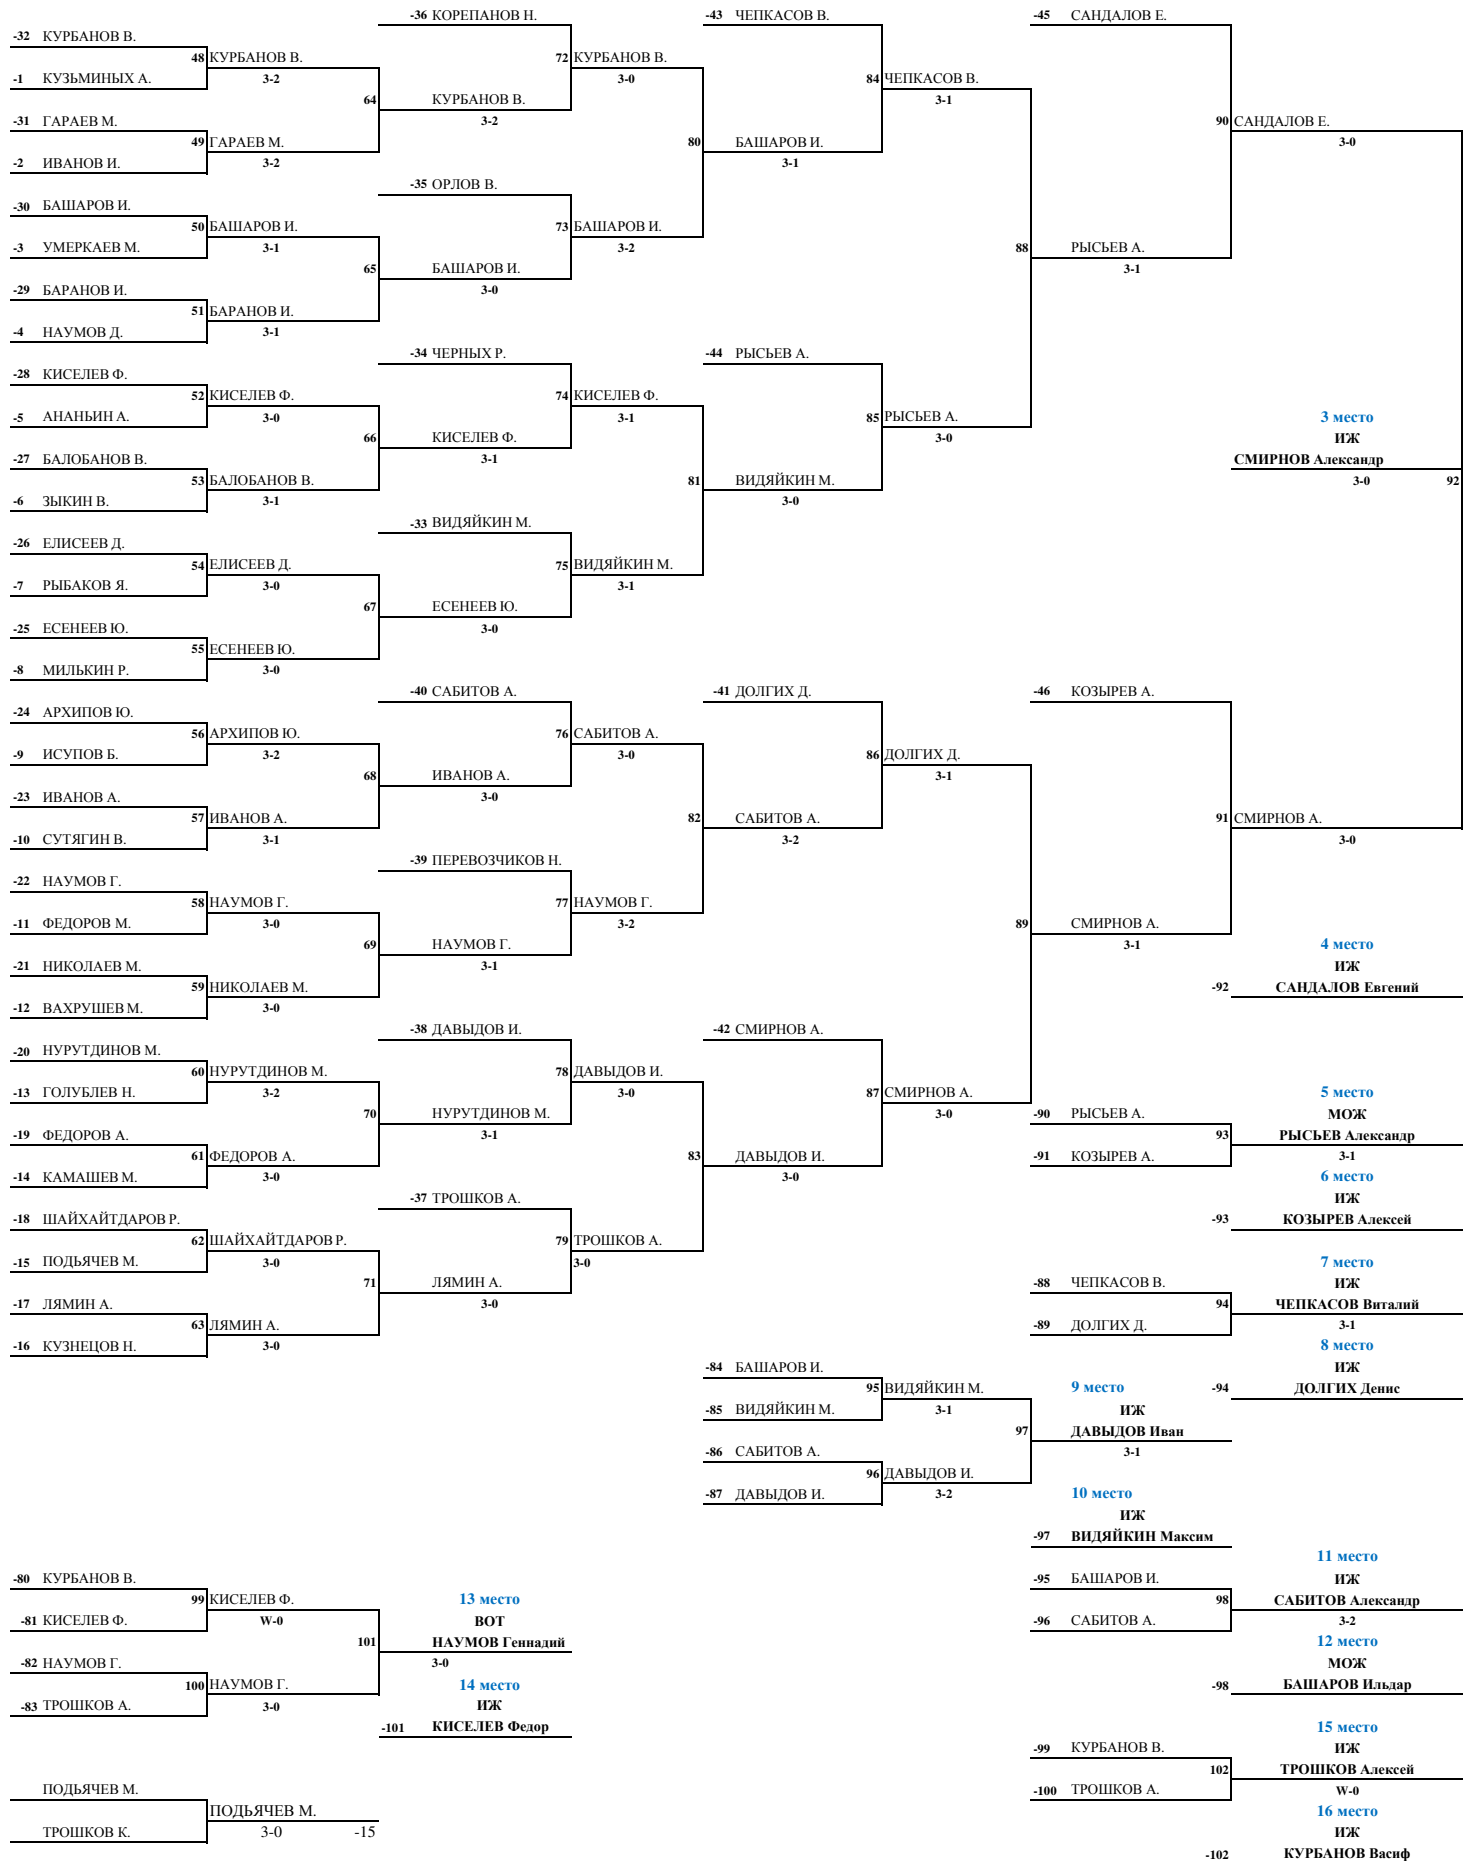 -36 КОРЕПАНОВ Н. -43 ЧЕПКАСОВ В. -45 САНДАЛОВ Е.
-32 КУРБАНОВ В.
48 КУРБАНОВ В. 72 КУРБАНОВ В.
-1 КУЗЬМИНЫХ А. 3-2 3-0 84 ЧЕПКАСОВ В.
64 КУРБАНОВ В. 3-1
-31 ГАРАЕВ М. 3-2 90 САНДАЛОВ Е.
49 ГАРАЕВ М. 80 БАШАРОВ И. 3-0
-2 ИВАНОВ И. 3-2 3-1
-35 ОРЛОВ В.
-30 БАШАРОВ И.
50 БАШАРОВ И. 73 БАШАРОВ И.
-3 УМЕРКАЕВ М. 3-1 3-2 88 РЫСЬЕВ А.
65 БАШАРОВ И. 3-1
-29 БАРАНОВ И. 3-0
51 БАРАНОВ И.
-4 НАУМОВ Д. 3-1
-34 ЧЕРНЫХ Р. -44 РЫСЬЕВ А.
-28 КИСЕЛЕВ Ф.
52 КИСЕЛЕВ Ф. 74 КИСЕЛЕВ Ф.
-5 АНАНЬИН А. 3-0 3-1 85 РЫСЬЕВ А. 3 место
66 КИСЕЛЕВ Ф. 3-0 ИЖ
-27 БАЛОБАНОВ В. 3-1 СМИРНОВ Александр
53 БАЛОБАНОВ В. 81 ВИДЯЙКИН М. 3-0 92
-6 ЗЫКИН В. 3-1 3-0
-33 ВИДЯЙКИН М.
-26 ЕЛИСЕЕВ Д.
54 ЕЛИСЕЕВ Д. 75 ВИДЯЙКИН М.
-7 РЫБАКОВ Я. 3-0 3-1
67 ЕСЕНЕЕВ Ю.
-25 ЕСЕНЕЕВ Ю. 3-0
55 ЕСЕНЕЕВ Ю.
-8 МИЛЬКИН Р. 3-0
-40 САБИТОВ А. -41 ДОЛГИХ Д. -46 КОЗЫРЕВ А.
-24 АРХИПОВ Ю.
56 АРХИПОВ Ю. 76 САБИТОВ А.
-9 ИСУПОВ Б. 3-2 3-0 86 ДОЛГИХ Д.
68 ИВАНОВ А. 3-1
-23 ИВАНОВ А. 3-0
57 ИВАНОВ А. 82 САБИТОВ А. 91 СМИРНОВ А.
-10 СУТЯГИН В. 3-1 3-2 3-0
-39 ПЕРЕВОЗЧИКОВ Н.
-22 НАУМОВ Г.
58 НАУМОВ Г. 77 НАУМОВ Г.
-11 ФЕДОРОВ М. 3-0 3-2 89 СМИРНОВ А.
69 НАУМОВ Г. 3-1 4 место
-21 НИКОЛАЕВ М. 3-1 ИЖ
59 НИКОЛАЕВ М. -92 САНДАЛОВ Евгений
-12 ВАХРУШЕВ М. 3-0
-38 ДАВЫДОВ И. -42 СМИРНОВ А.
-20 НУРУТДИНОВ М.
60 НУРУТДИНОВ М. 78 ДАВЫДОВ И.
-13 ГОЛУБЛЕВ Н. 3-2 3-0 87 СМИРНОВ А. 5 место
70 НУРУТДИНОВ М. 3-0 -90 РЫСЬЕВ А. МОЖ
-19 ФЕДОРОВ А. 3-1 93 РЫСЬЕВ Александр
61 ФЕДОРОВ А. 83 ДАВЫДОВ И. -91 КОЗЫРЕВ А. 3-1
-14 КАМАШЕВ М. 3-0 3-0 6 место
-37 ТРОШКОВ А. ИЖ
-18 ШАЙХАЙТДАРОВ Р. -93 КОЗЫРЕВ Алексей
62 ШАЙХАЙТДАРОВ Р. 79 ТРОШКОВ А.
-15 ПОДЬЯЧЕВ М. 3-0 3-0 7 место
71 ЛЯМИН А. -88 ЧЕПКАСОВ В. ИЖ
-17 ЛЯМИН А. 3-0 94 ЧЕПКАСОВ Виталий
63 ЛЯМИН А. -89 ДОЛГИХ Д. 3-1
-16 КУЗНЕЦОВ Н. 3-0 8 место
-84 БАШАРОВ И. ИЖ
95 ВИДЯЙКИН М. 9 место -94 ДОЛГИХ Денис
-85 ВИДЯЙКИН М. 3-1 ИЖ
97 ДАВЫДОВ Иван
-86 САБИТОВ А. 3-1
96 ДАВЫДОВ И.
-87 ДАВЫДОВ И. 3-2 10 место
ИЖ
-97 ВИДЯЙКИН Максим
11 место
-80 КУРБАНОВ В. -95 БАШАРОВ И. ИЖ
99 КИСЕЛЕВ Ф. 13 место 98 САБИТОВ Александр
-81 КИСЕЛЕВ Ф. W-0 ВОТ -96 САБИТОВ А. 3-2
101 НАУМОВ Геннадий 12 место
-82 НАУМОВ Г. 3-0 МОЖ
100 НАУМОВ Г. 14 место -98 БАШАРОВ Ильдар
-83 ТРОШКОВ А. 3-0 ИЖ
-101 КИСЕЛЕВ Федор 15 место
-99 КУРБАНОВ В. ИЖ
102 ТРОШКОВ Алексей
ПОДЬЯЧЕВ М. -100 ТРОШКОВ А. W-0
ПОДЬЯЧЕВ М. 16 место
ТРОШКОВ К. 3-0 -15 ИЖ
-102 КУРБАНОВ Васиф